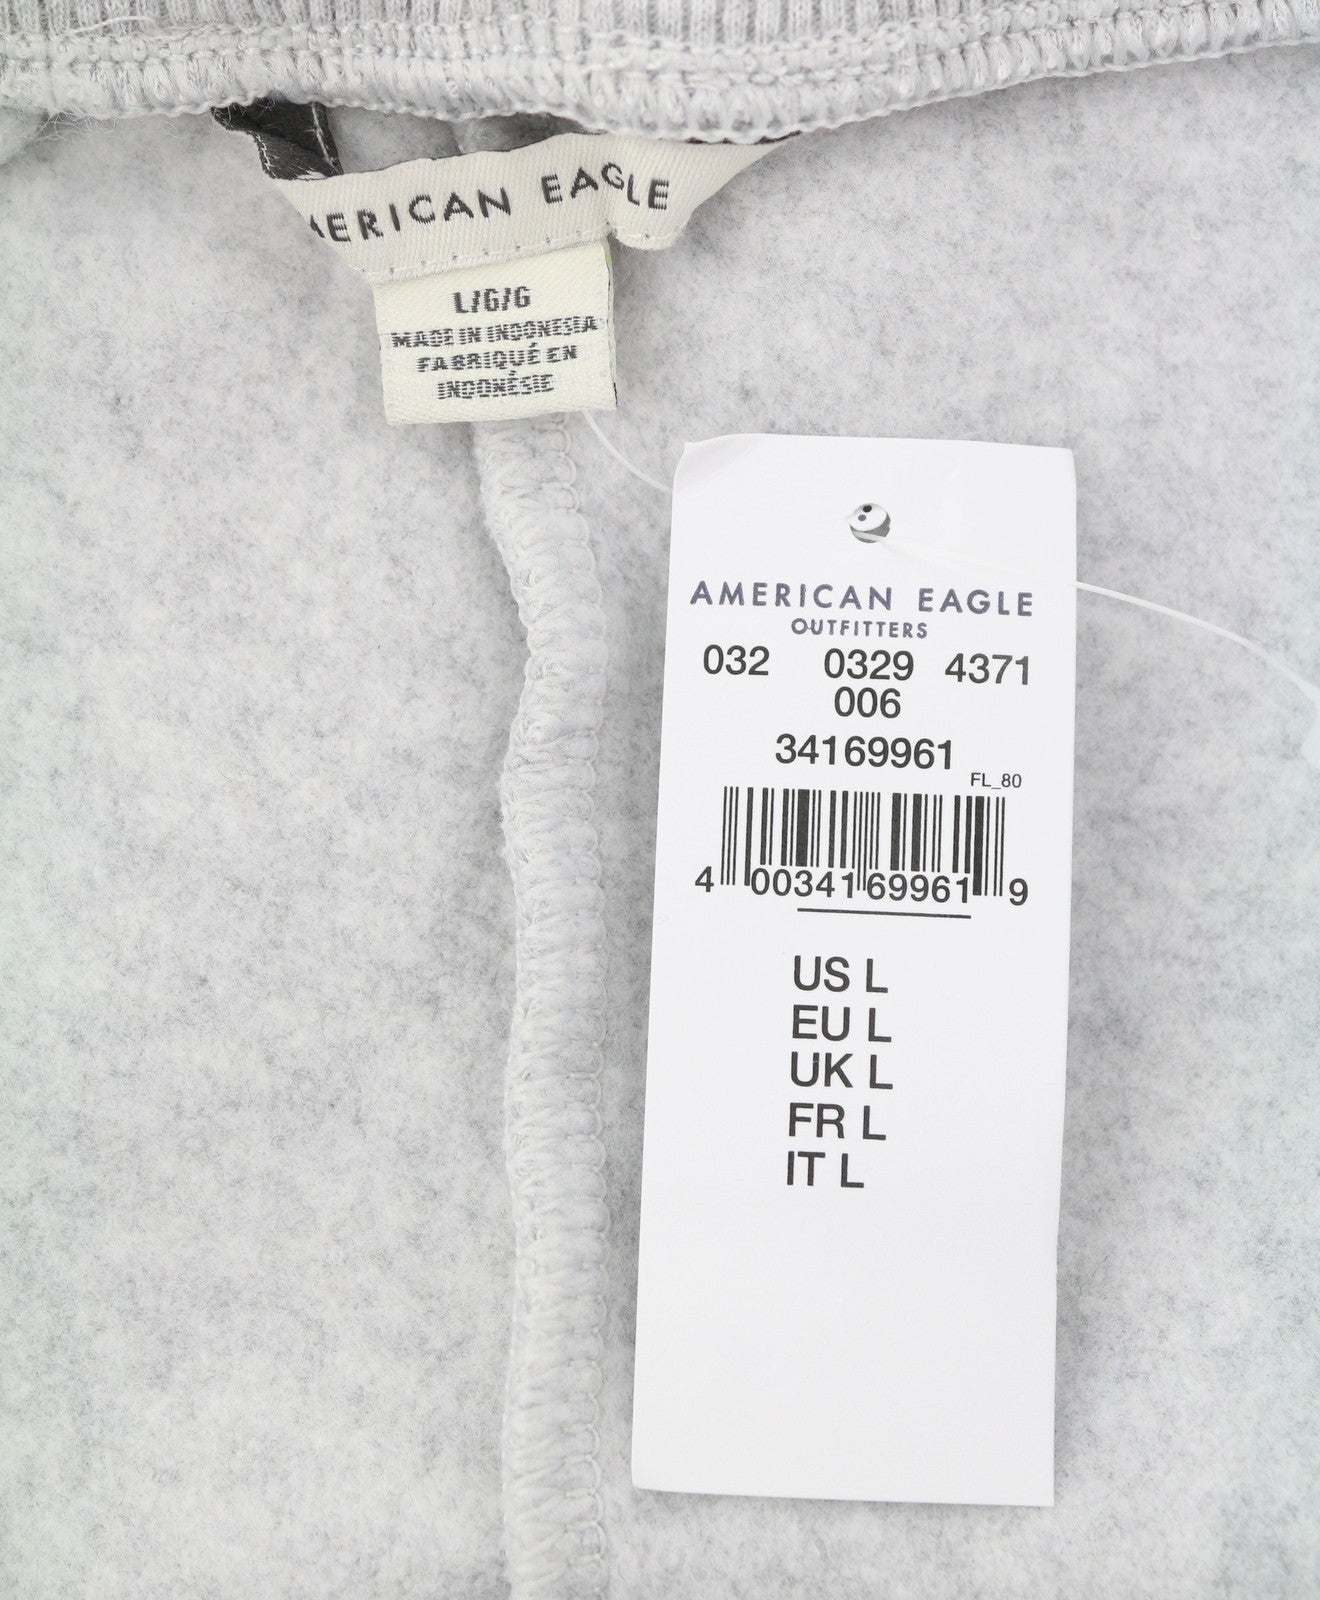 AMERICAN EAGLE
L/G/G
MADE IN INDONESIA
FABRIQUÉ EN
INDONÉSIE
AMERICAN EAGLE
OUTFITTERS
032 0329 4371
006
34169961
FL_80
4 00341 69961 9
US L
EU L
UK L
FR L
IT L